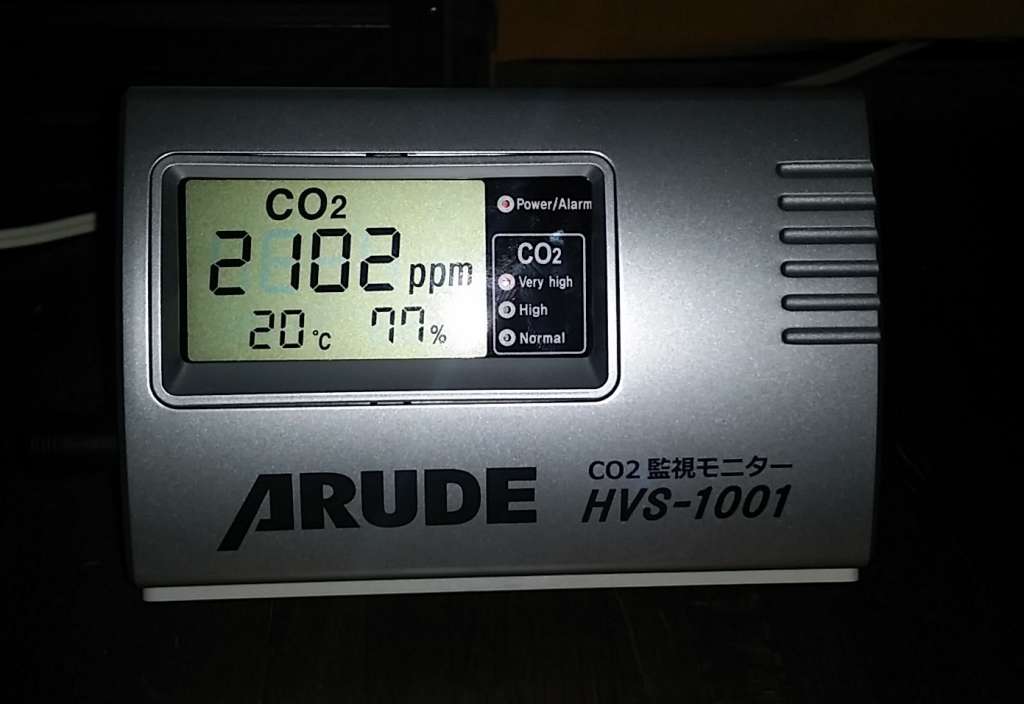 CO2
2102 ppm
20 ℃ 77 %
Power/Alarm
CO2
Very high
High
Normal
ARUDE
CO2 監視モニター
HVS-1001